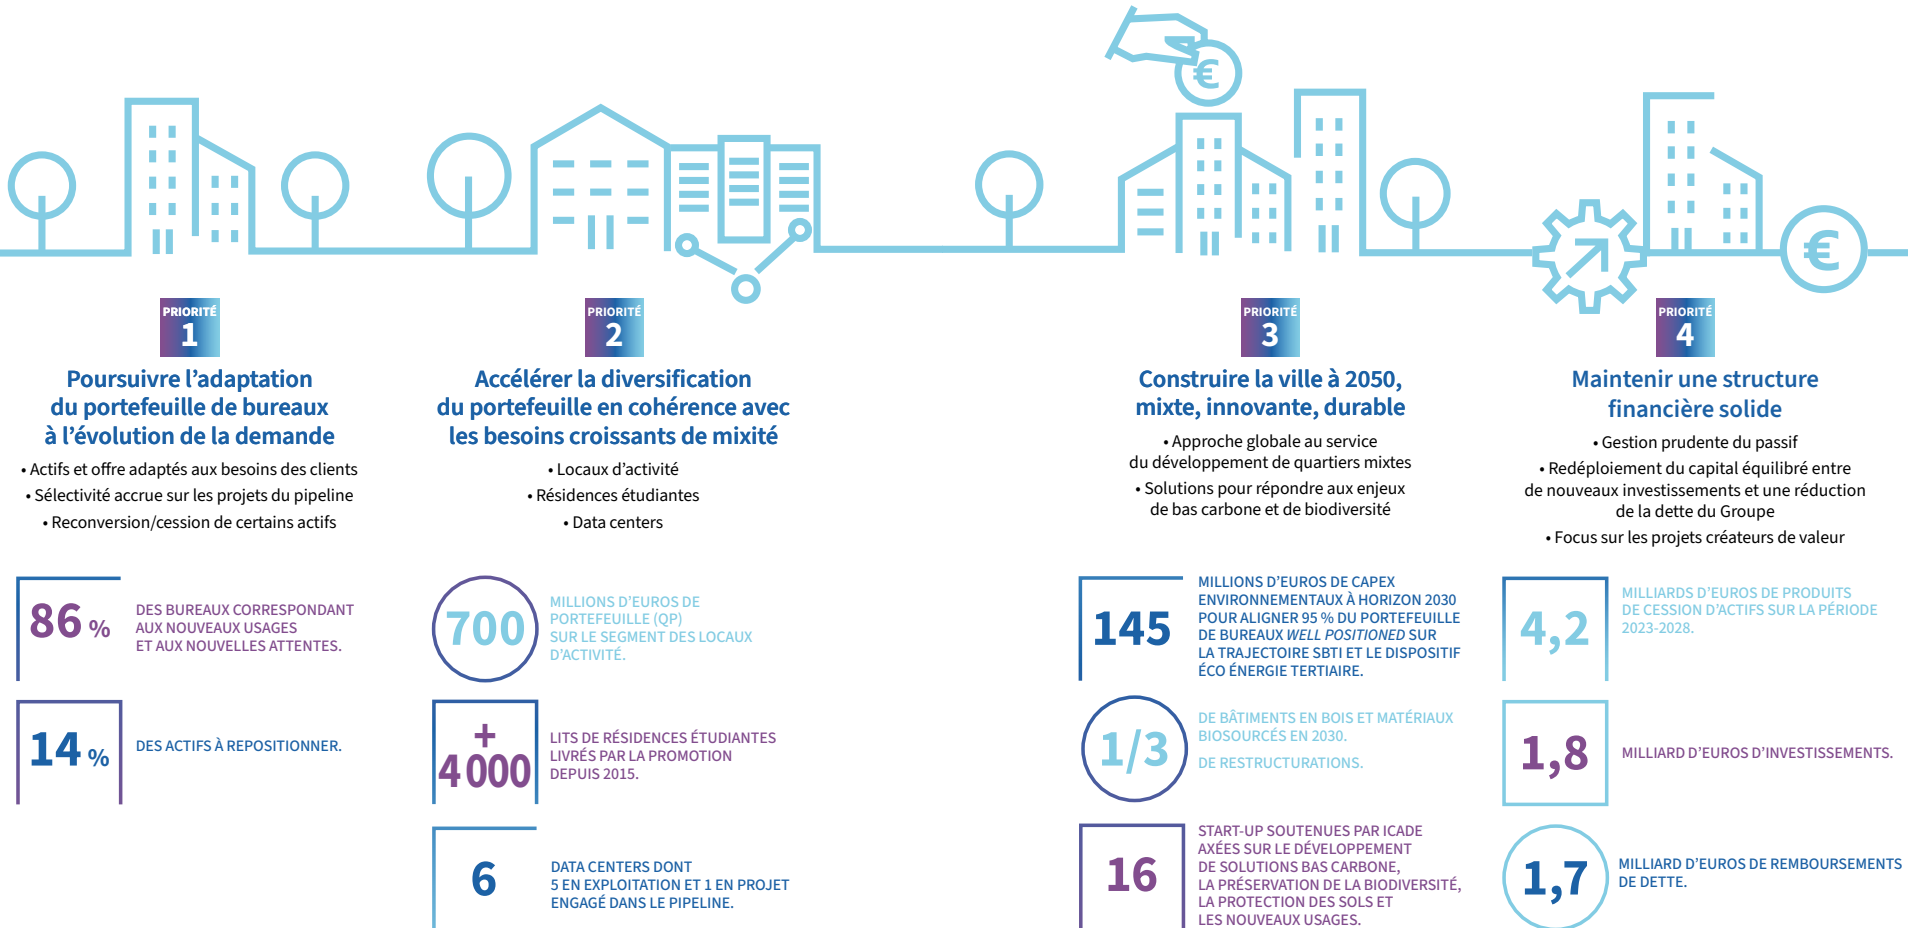 €
€
PRIORITÉ
1
Poursuivre l’adaptation
du portefeuille de bureaux
à l’évolution de la demande
• Actifs et offre adaptés aux besoins des clients
• Sélectivité accrue sur les projets du pipeline
• Reconversion/cession de certains actifs
86 %
DES BUREAUX CORRESPONDANT
AUX NOUVEAUX USAGES
ET AUX NOUVELLES ATTENTES.
14 %
DES ACTIFS À REPOSITIONNER.
PRIORITÉ
2
Accélérer la diversification
du portefeuille en cohérence avec
les besoins croissants de mixité
• Locaux d’activité
• Résidences étudiantes
• Data centers
700
MILLIONS D’EUROS DE
PORTEFEUILLE (QP)
SUR LE SEGMENT DES LOCAUX
D’ACTIVITÉ.
+
4 000
LITS DE RÉSIDENCES ÉTUDIANTES
LIVRÉS PAR LA PROMOTION
DEPUIS 2015.
6
DATA CENTERS DONT
5 EN EXPLOITATION ET 1 EN PROJET
ENGAGÉ DANS LE PIPELINE.
PRIORITÉ
3
Construire la ville à 2050,
mixte, innovante, durable
• Approche globale au service
du développement de quartiers mixtes
• Solutions pour répondre aux enjeux
de bas carbone et de biodiversité
145
MILLIONS D’EUROS DE CAPEX
ENVIRONNEMENTAUX À HORIZON 2030
POUR ALIGNER 95 % DU PORTEFEUILLE
DE BUREAUX WELL POSITIONED SUR
LA TRAJECTOIRE SBTI ET LE DISPOSITIF
ÉCO ÉNERGIE TERTIAIRE.
1/3
DE BÂTIMENTS EN BOIS ET MATÉRIAUX
BIOSOURCÉS EN 2030.
DE RESTRUCTURATIONS.
16
START-UP SOUTENUES PAR ICADE
AXÉES SUR LE DÉVELOPPEMENT
DE SOLUTIONS BAS CARBONE,
LA PRÉSERVATION DE LA BIODIVERSITÉ,
LA PROTECTION DES SOLS ET
LES NOUVEAUX USAGES.
PRIORITÉ
4
Maintenir une structure
financière solide
• Gestion prudente du passif
• Redéploiement du capital équilibré entre
de nouveaux investissements et une réduction
de la dette du Groupe
• Focus sur les projets créateurs de valeur
4,2
MILLIARDS D’EUROS DE PRODUITS
DE CESSION D’ACTIFS SUR LA PÉRIODE
2023-2028.
1,8
MILLIARD D’EUROS D’INVESTISSEMENTS.
1,7
MILLIARD D’EUROS DE REMBOURSEMENTS
DE DETTE.